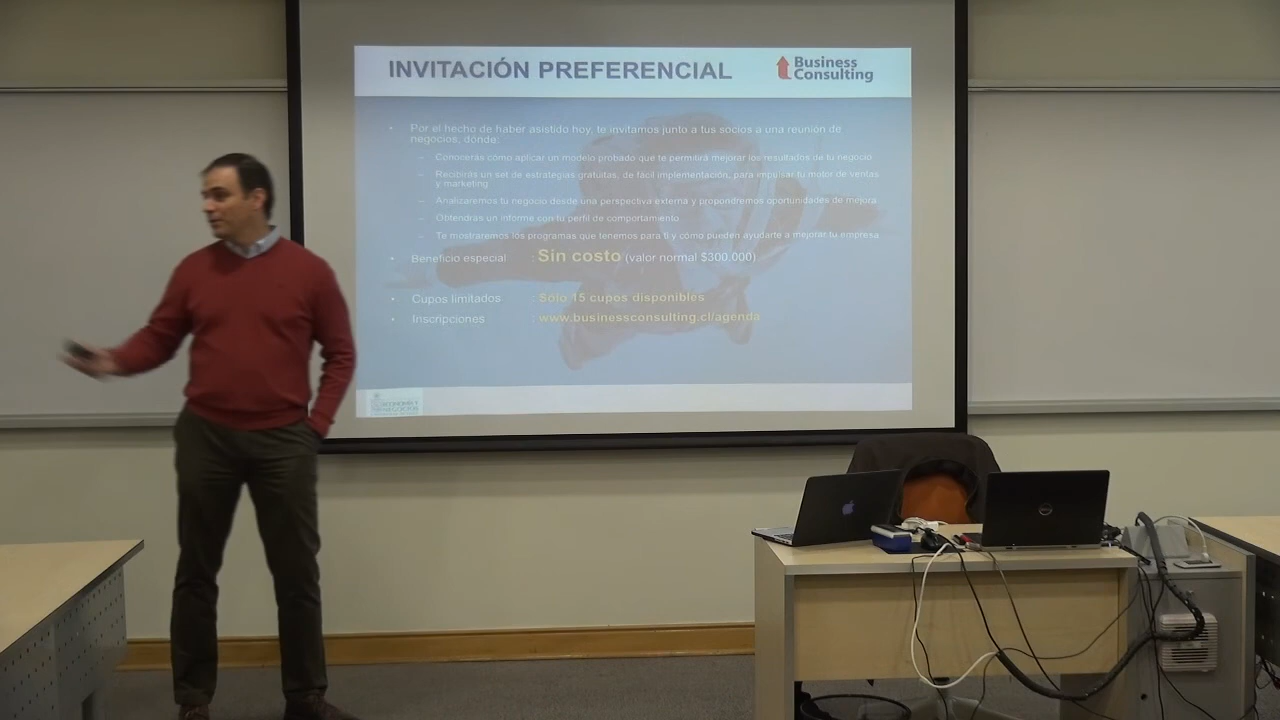 INVITACIÓN PREFERENCIAL
Business
Consulting
• Por el hecho de haber asistido hoy, te invitamos junto a tus socios a una reunión de
negocios, dónde:
– Conocerás cómo aplicar un modelo probado que te permitirá mejorar los resultados de tu negocio
– Recibirás un set de estrategias gratuitas, de fácil implementación, para impulsar tu motor de ventas
y marketing
– Analizaremos tu negocio desde una perspectiva externa y propondremos oportunidades de mejora
– Obtendrás un informe con tu perfil de comportamiento
– Te mostraremos los programas que tenemos para ti y cómo pueden ayudarte a mejorar tu empresa
• Beneficio especial : Sin costo (valor normal $300.000)
• Cupos limitados : Sólo 15 cupos disponibles
• Inscripciones : www.businessconsulting.cl/agenda
ECONOMÍA Y
NEGOCIOS
DELL